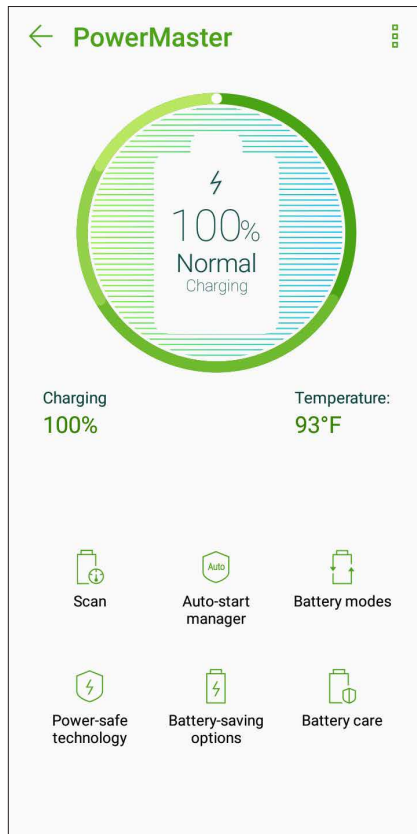 PowerMaster
100%
Normal
Charging
Charging
Temperature:
100%
93°F
Scan
Auto
Auto-start
manager
Battery modes
Power-safe
technology
Battery-saving
options
Battery care